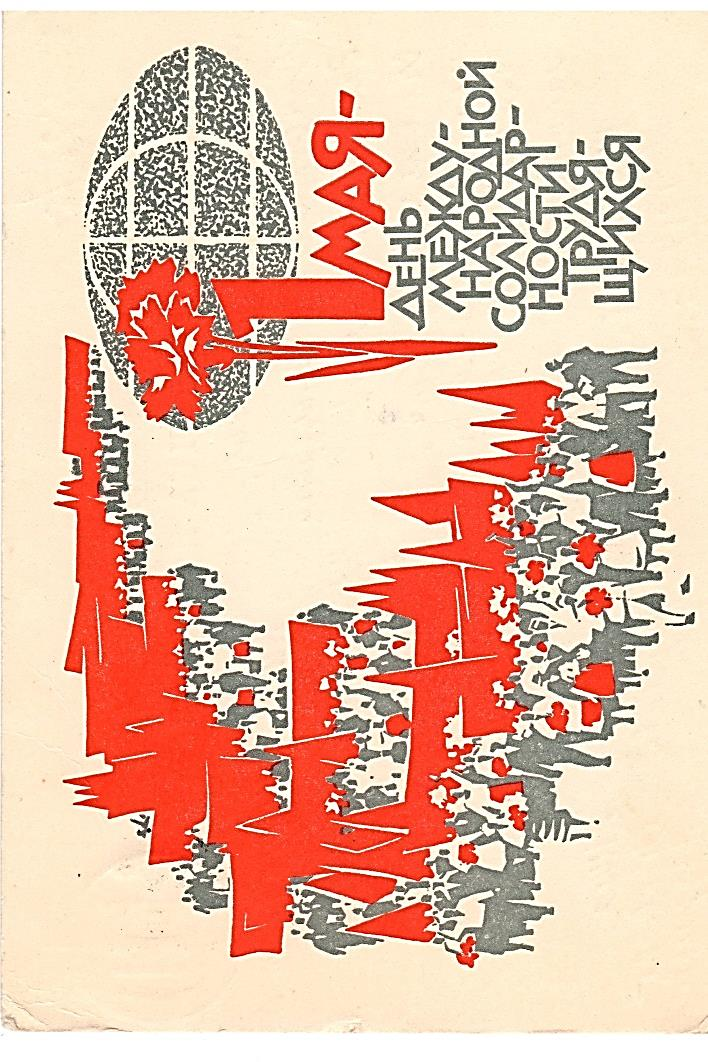 1 МАЯ-
ДЕНЬ
МЕЖДУ-
НАРОДНОЙ
СОЛИДАР-
НОСТИ
ТРУДЯ-
ЩИХСЯ